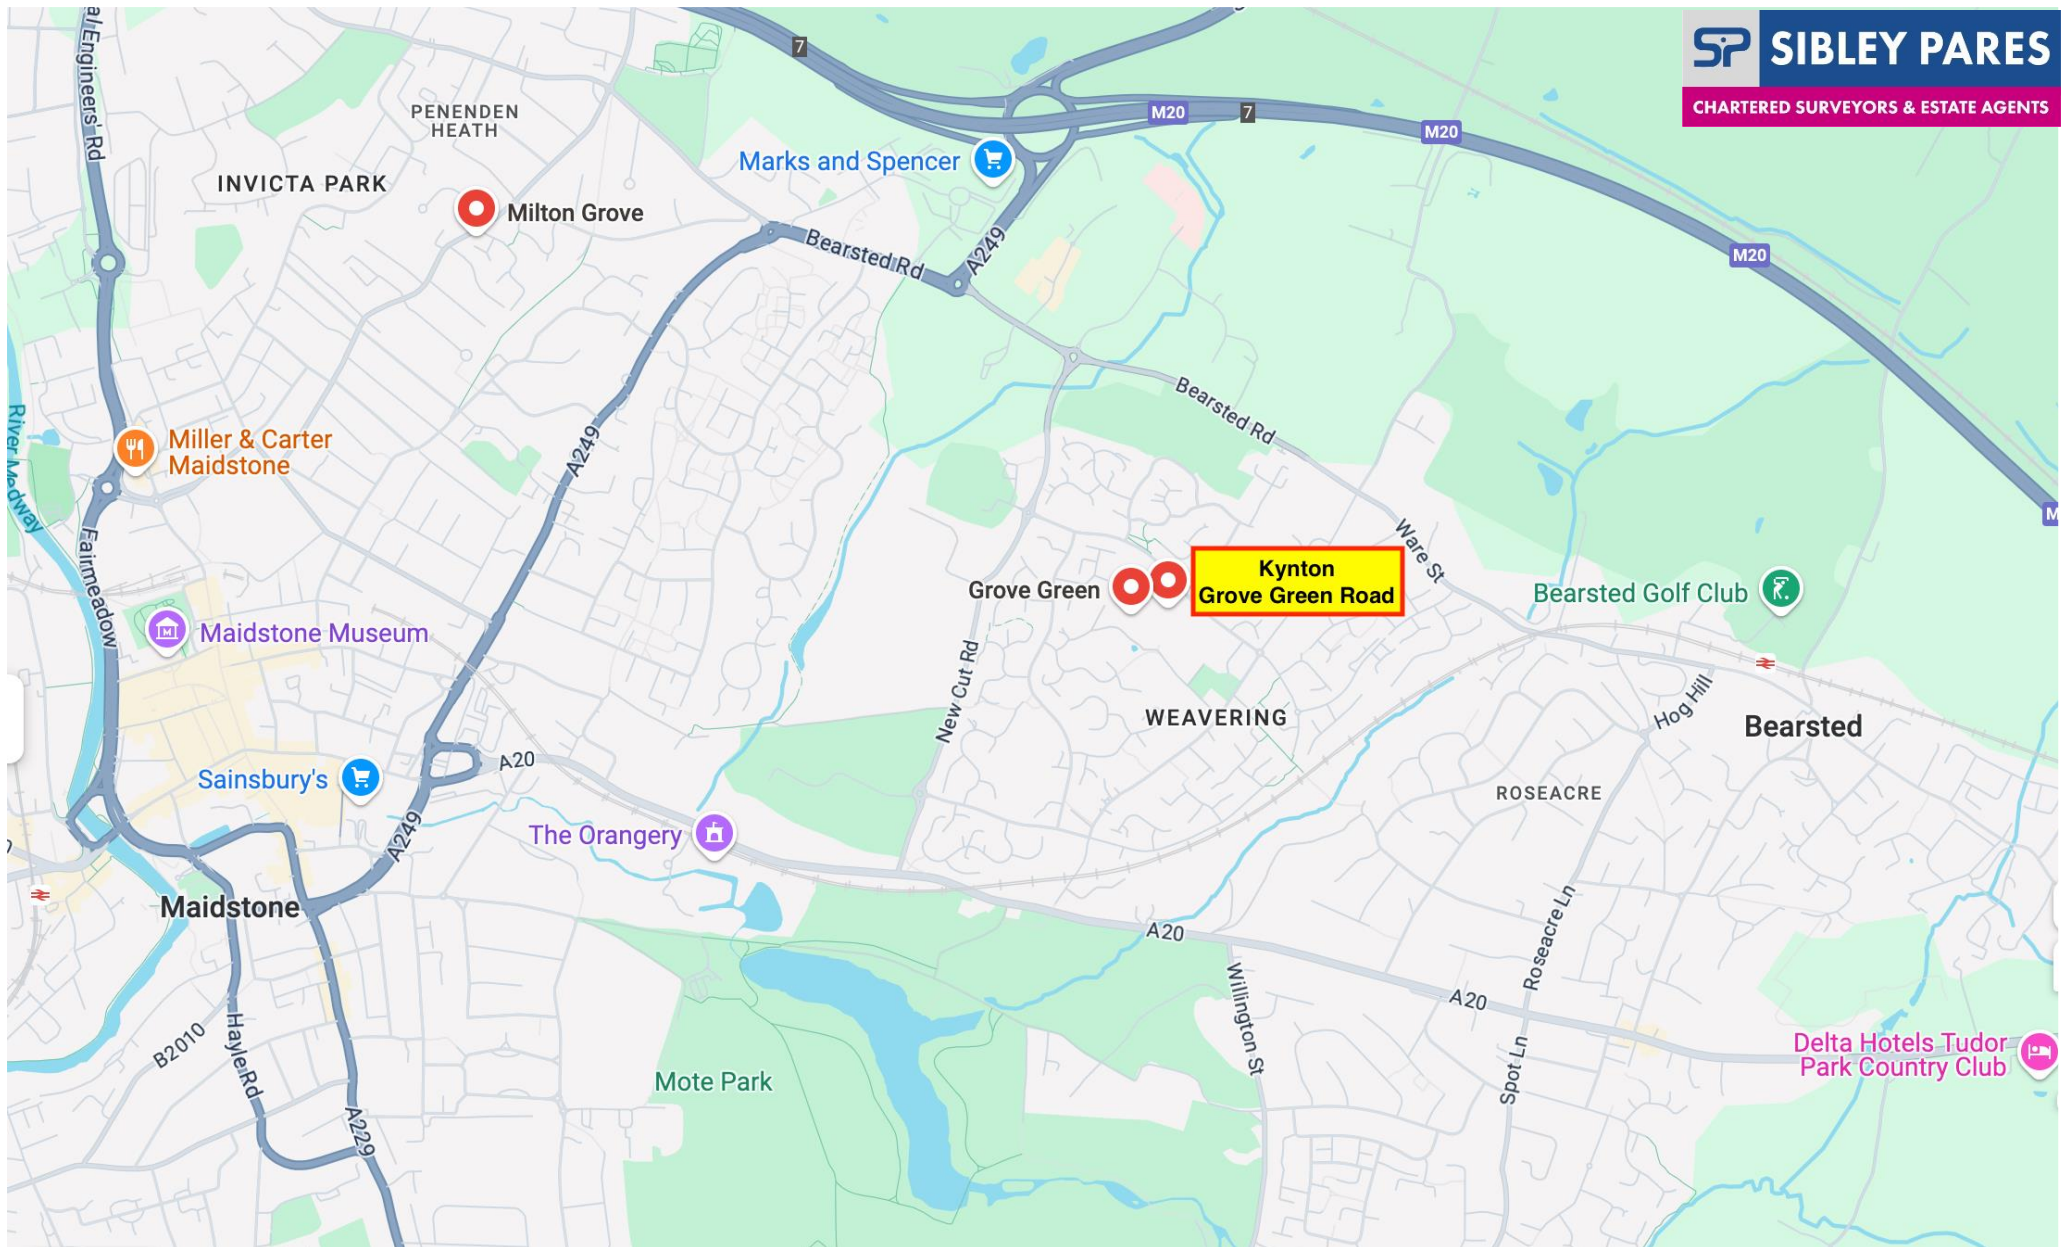 al Engineers' Rd
7
SP SIBLEY PARES
CHARTERED SURVEYORS & ESTATE AGENTS
PENENDEN
HEATH
M20
7
M20
Marks and Spencer
INVICTA PARK
Milton Grove
Bearsted Rd
A249
M20
River Medway
Miller & Carter
Maidstone
A249
Bearsted Rd
M
Fairmeadow
Ware St
Kynton
Grove Green Road
Grove Green
Bearsted Golf Club
Maidstone Museum
New Cut Rd
WEAVERING
Hog Hill
Bearsted
A20
Sainsbury's
ROSEACRE
A249
The Orangery
Maidstone
A20
Roseacre Ln
Willington St
A20
B2010
Hayle Rd
Mote Park
Spot Ln
Delta Hotels Tudor
Park Country Club
A229